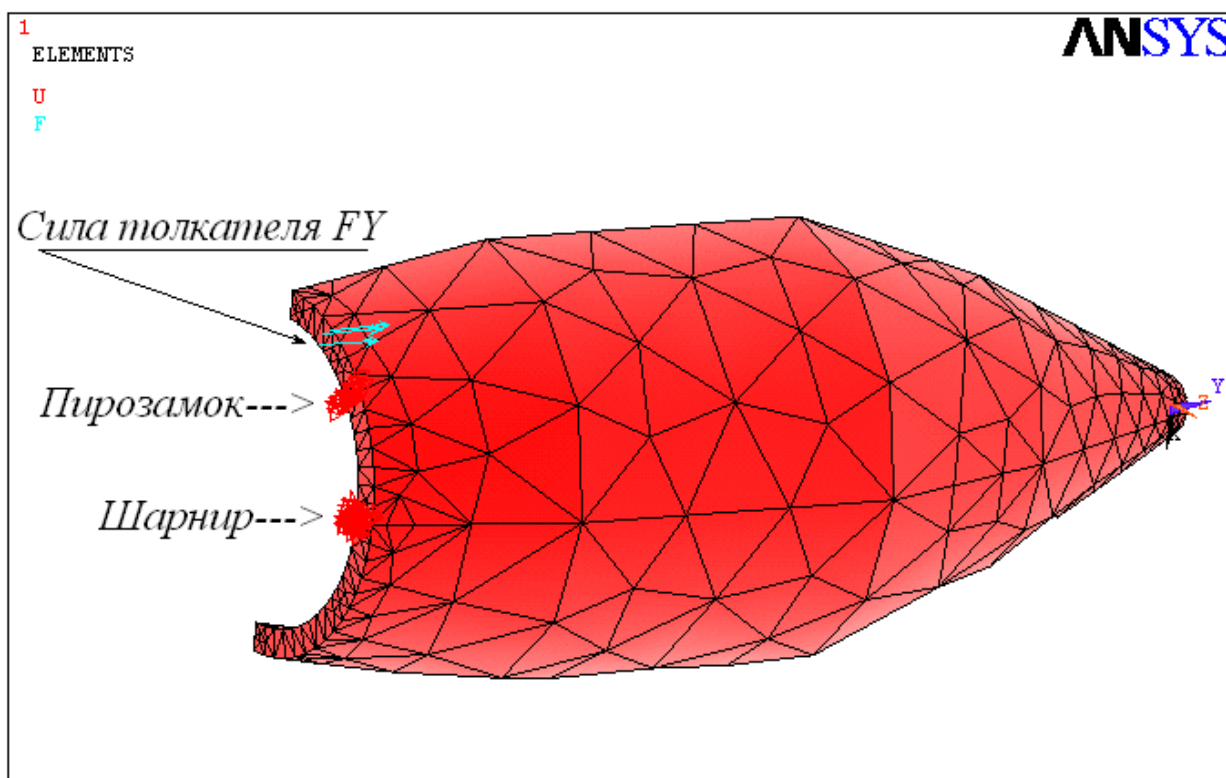 1
ANSYS
ELEMENTS
U
F
Сила толкателя FY
Пирозамок--->
Шарнир--->
Y
Z